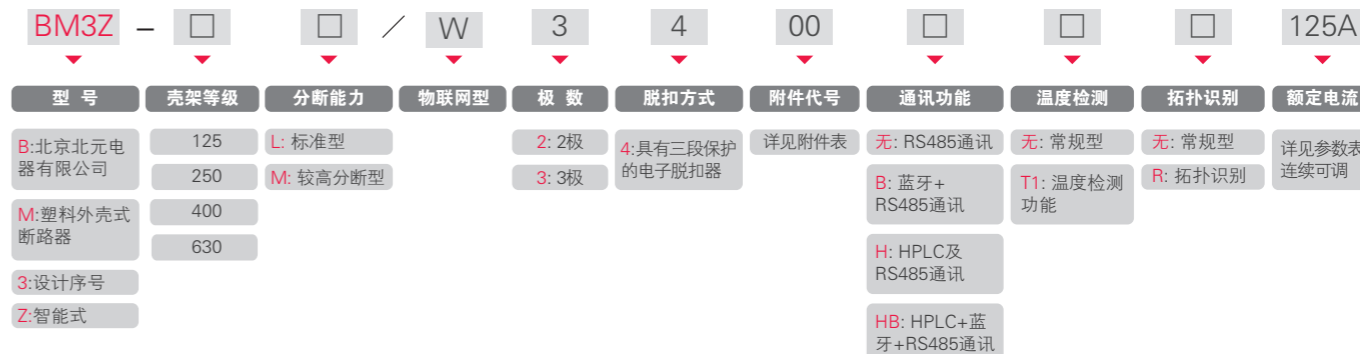 BM3Z – □ □ / W 3 4 00 □ □ □ 125A
型 号 壳架等级 分断能力 物联网型 极 数 脱扣方式 附件代号 通讯功能 温度检测 拓扑识别 额定电流
B:北京北元电
器有限公司
M:塑料外壳式
断路器
3:设计序号
Z:智能式
125
250
400
630
L: 标准型
M: 较高分断型
2: 2极
3: 3极
4:具有三段保护
的电子脱扣器
详见附件表
无: RS485通讯
B: 蓝牙+
RS485通讯
H: HPLC及
RS485通讯
HB: HPLC+蓝
牙+RS485通讯
无: 常规型
T1: 温度检测
功能
无: 常规型
R: 拓扑识别
详见参数表
连续可调